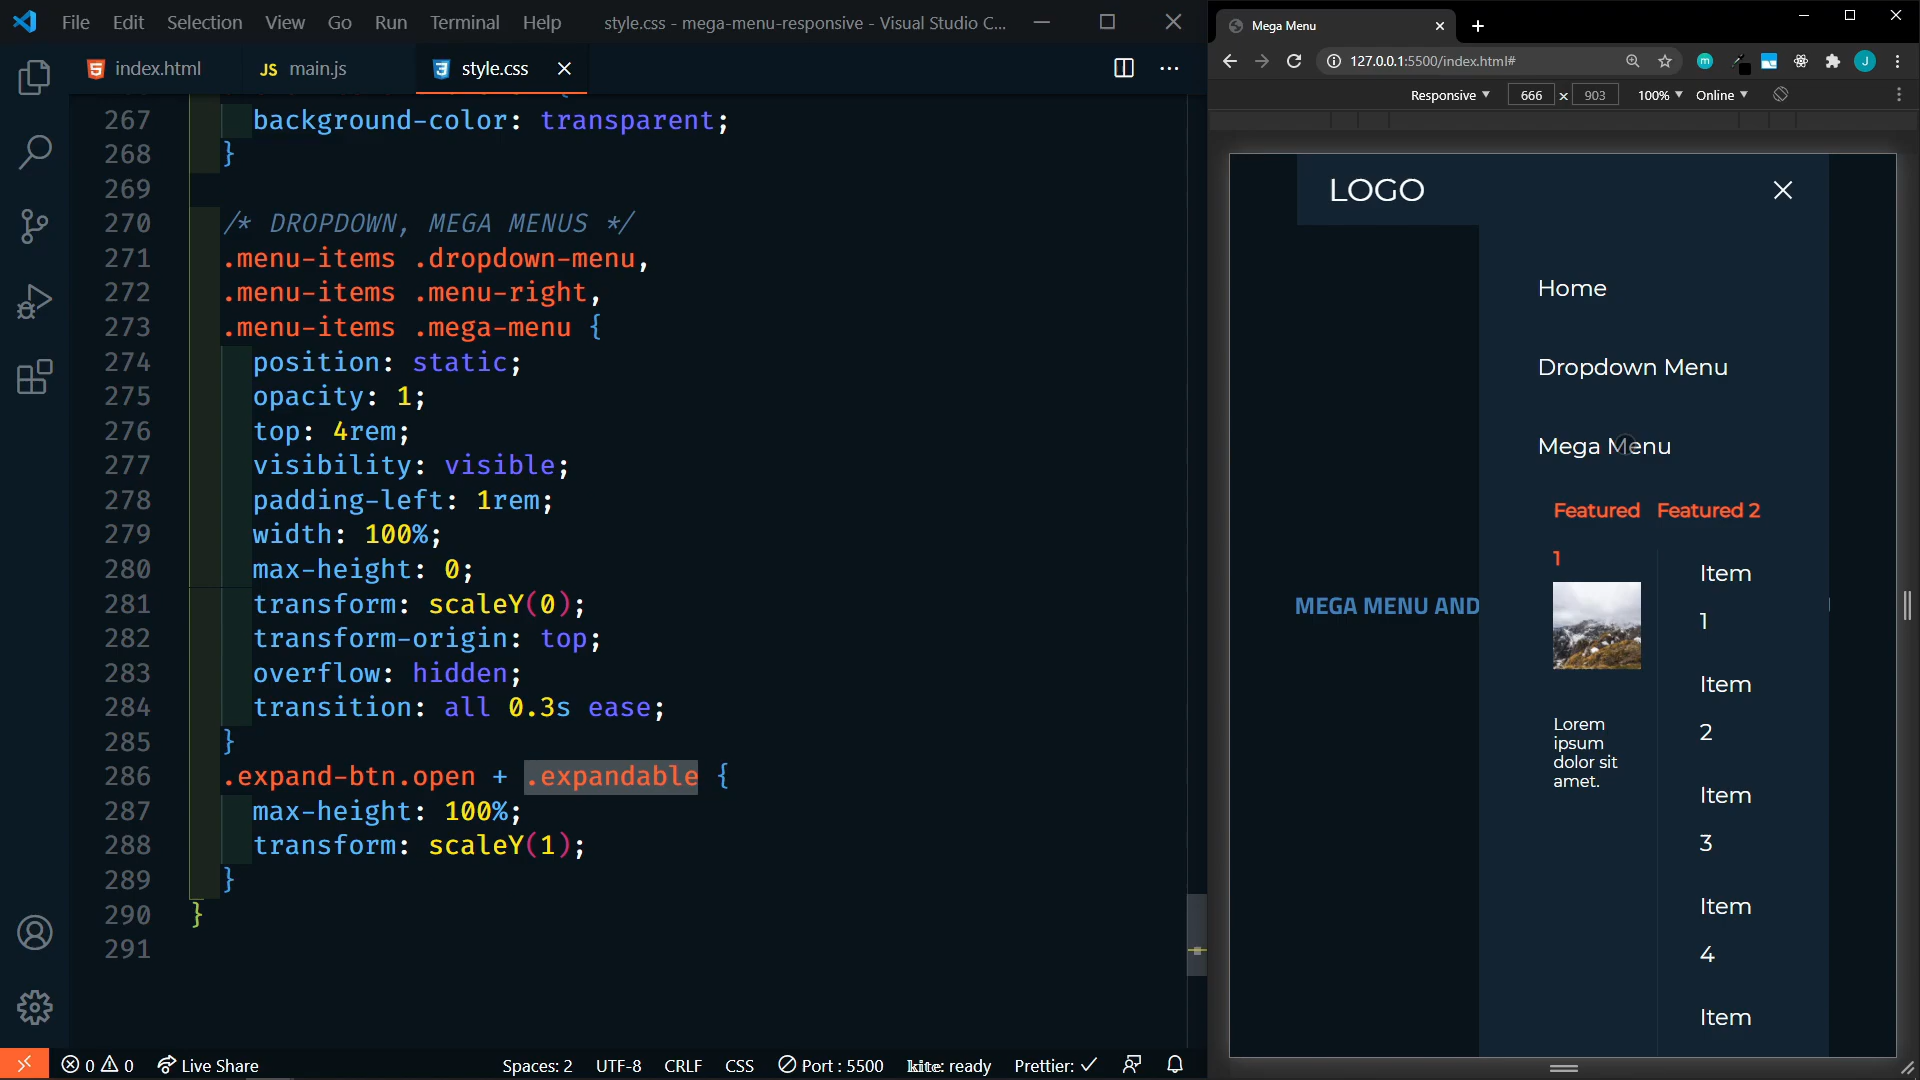 File Edit Selection View Go Run Terminal Help style.css - mega-menu-responsive - Visual Studio C...
index.html
JS main.js
style.css
267 background-color: transparent;
268 }
269
270 /* DROPDOWN, MEGA MENUS */
271 .menu-items .dropdown-menu,
272 .menu-items .menu-right,
273 .menu-items .mega-menu {
274 position: static;
275 opacity: 1;
276 top: 4rem;
277 visibility: visible;
278 padding-left: 1rem;
279 width: 100%;
280 max-height: 0;
281 transform: scaleY(0);
282 transform-origin: top;
283 overflow: hidden;
284 transition: all 0.3s ease;
285 }
286 .expand-btn.open + .expandable {
287 max-height: 100%;
288 transform: scaleY(1);
289 }
290 }
291
0 0 Live Share Spaces: 2 UTF-8 CRLF CSS Port : 5500 kite: ready Prettier: ✓
Mega Menu
127.0.0.1:5500/index.html#
m
J
Responsive 666 x 903 100% Online
LOGO
Home
Dropdown Menu
Mega Menu
Featured
1
Featured 2
Lorem
ipsum
dolor sit
amet.
Item
1
Item
2
Item
3
Item
4
Item
MEGA MENU AND